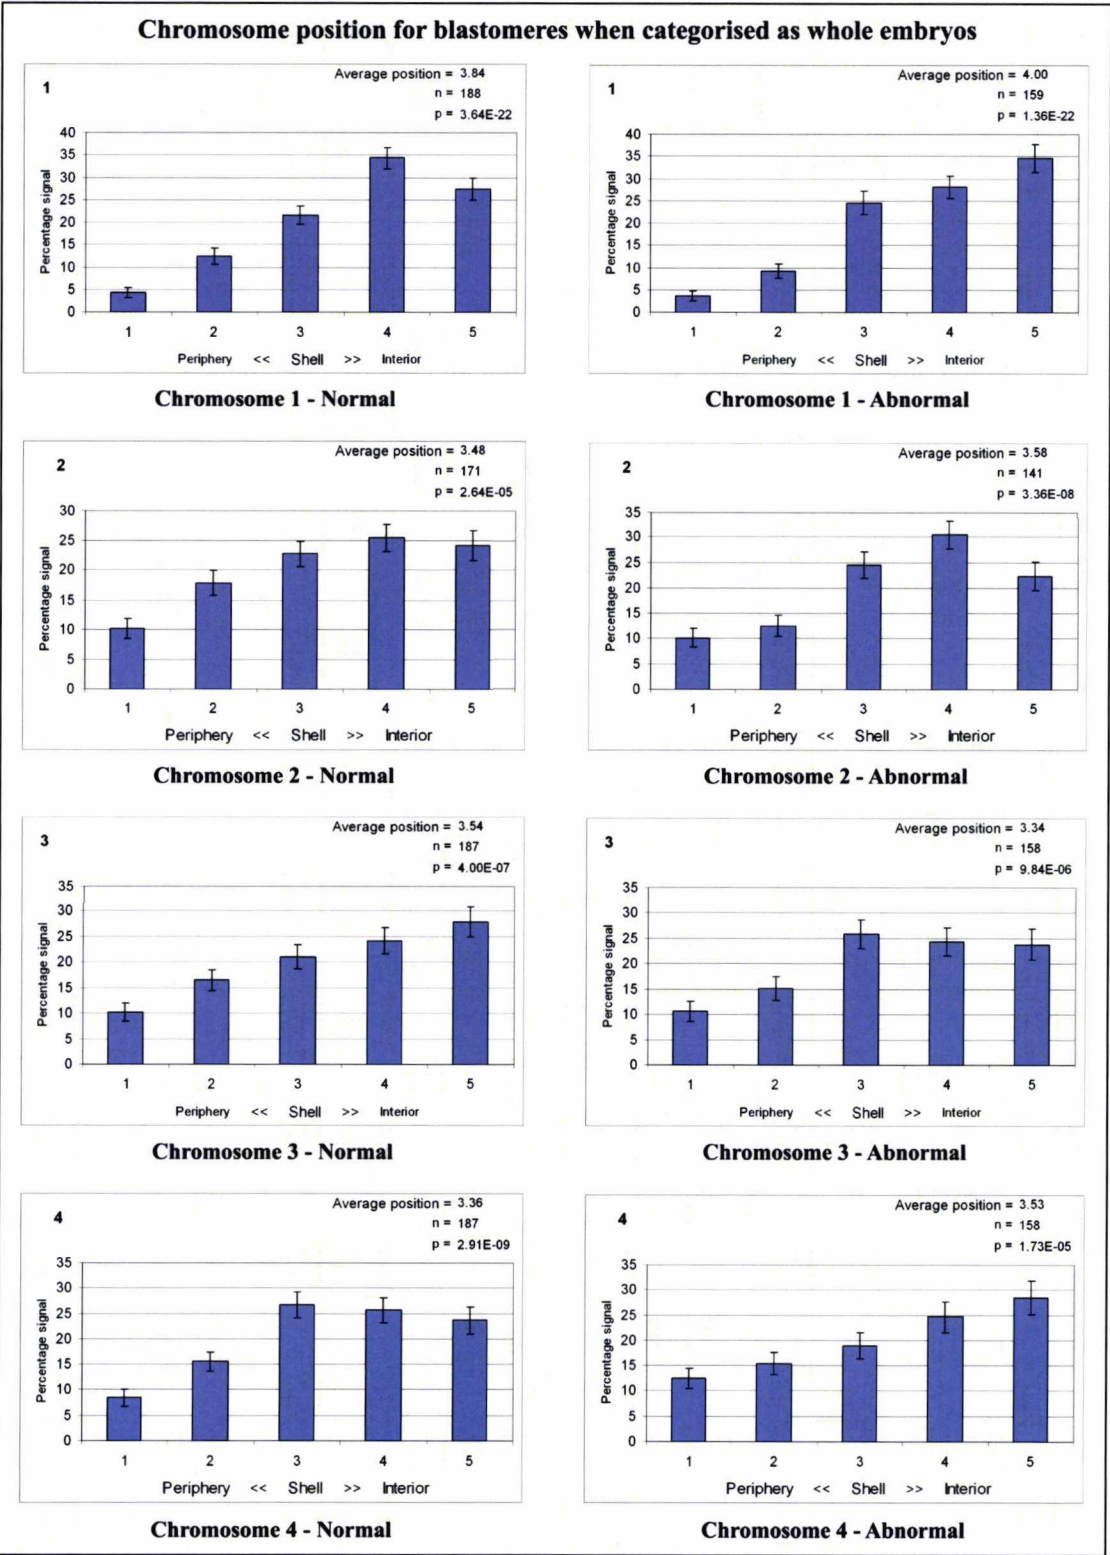 Chromosome position for blastomeres when categorised as whole embryos
1
Average position = 3.84
n = 188
p = 3.64E-22
40
35
30
25
20
15
10
5
0
Percentage signal
1 2 3 4 5
Periphery << Shell >> Interior
Chromosome 1 - Normal
1
Average position = 4.00
n = 159
p = 1.36E-22
40
35
30
25
20
15
10
5
0
Percentage signal
1 2 3 4 5
Periphery << Shell >> Interior
Chromosome 1 - Abnormal
2
Average position = 3.48
n = 171
p = 2.64E-05
30
25
20
15
10
5
0
Percentage signal
1 2 3 4 5
Periphery << Shell >> Interior
Chromosome 2 - Normal
2
Average position = 3.58
n = 141
p = 3.36E-08
35
30
25
20
15
10
5
0
Percentage signal
1 2 3 4 5
Periphery << Shell >> Interior
Chromosome 2 - Abnormal
3
Average position = 3.54
n = 187
p = 4.00E-07
35
30
25
20
15
10
5
0
Percentage signal
1 2 3 4 5
Periphery << Shell >> Interior
Chromosome 3 - Normal
3
Average position = 3.34
n = 158
p = 9.84E-06
35
30
25
20
15
10
5
0
Percentage signal
1 2 3 4 5
Periphery << Shell >> Interior
Chromosome 3 - Abnormal
4
Average position = 3.36
n = 187
p = 2.91E-09
35
30
25
20
15
10
5
0
Percentage signal
1 2 3 4 5
Periphery << Shell >> Interior
Chromosome 4 - Normal
4
Average position = 3.53
n = 158
p = 1.73E-05
35
30
25
20
15
10
5
0
Percentage signal
1 2 3 4 5
Periphery << Shell >> Interior
Chromosome 4 - Abnormal